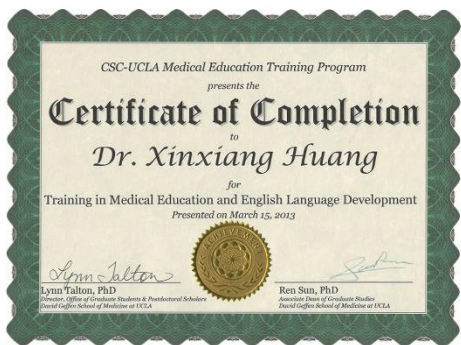 CSC-UCLA Medical Education Training Program
presents the
Certificate of Completion
to
Dr. Xinxiang Huang
for
Training in Medical Education and English Language Development
Presented on March 15, 2013
ACHIEVEMENT
Lynn Talton
Lynn Talton, PhD
Director, Office of Graduate Students & Postdoctoral Scholars
David Geffen School of Medicine at UCLA
Ren Sun, PhD
Associate Dean of Graduate Studies
David Geffen School of Medicine at UCLA